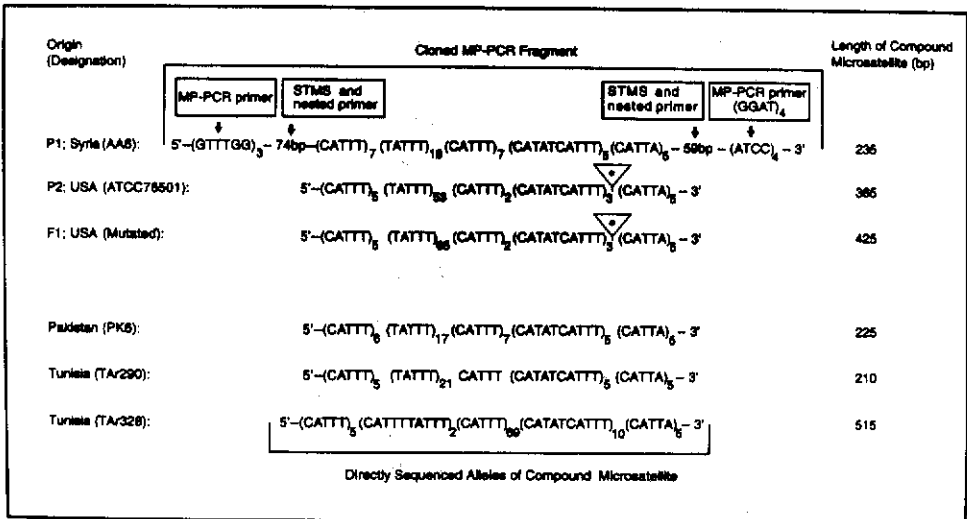 Origin
(Designation)
Cloned MP-PCR Fragment
Length of Compound
Microsatellite (bp)
MP-PCR primer
STMS and
nested primer
STMS and
nested primer
MP-PCR primer
(GGAT)4
P1; Syria (AA6): 5'–(GTTTGG)3– 74bp–(CATTT)7(TATTT)18(CATTT)7 (CATATCATTT)5(CATTA)5– 59bp –(ATCC)4– 3' 235
P2; USA (ATCC76501): 5'–(CATTT)5 (TATTT)53 (CATTT)2(CATATCATTT)3 * (CATTA)5– 3' 365
F1; USA (Mutated): 5'–(CATTT)5 (TATTT)65(CATTT)2(CATATCATTT)3 * (CATTA)5– 3' 425
Pakistan (PK6): 5'–(CATTT)6 (TATTT)17(CATTT)7(CATATCATTT)5 (CATTA)5– 3' 225
Tunisia (TAr290): 5'–(CATTT)5 (TATTT)21 CATTT (CATATCATTT)5 (CATTA)5– 3' 210
Tunisia (TAr328): 5'–(CATTT)5(CATTTTATTT)2(CATTT)69(CATATCATTT)10(CATTA)5– 3' 515
Directly Sequenced Alleles of Compound Microsatellite